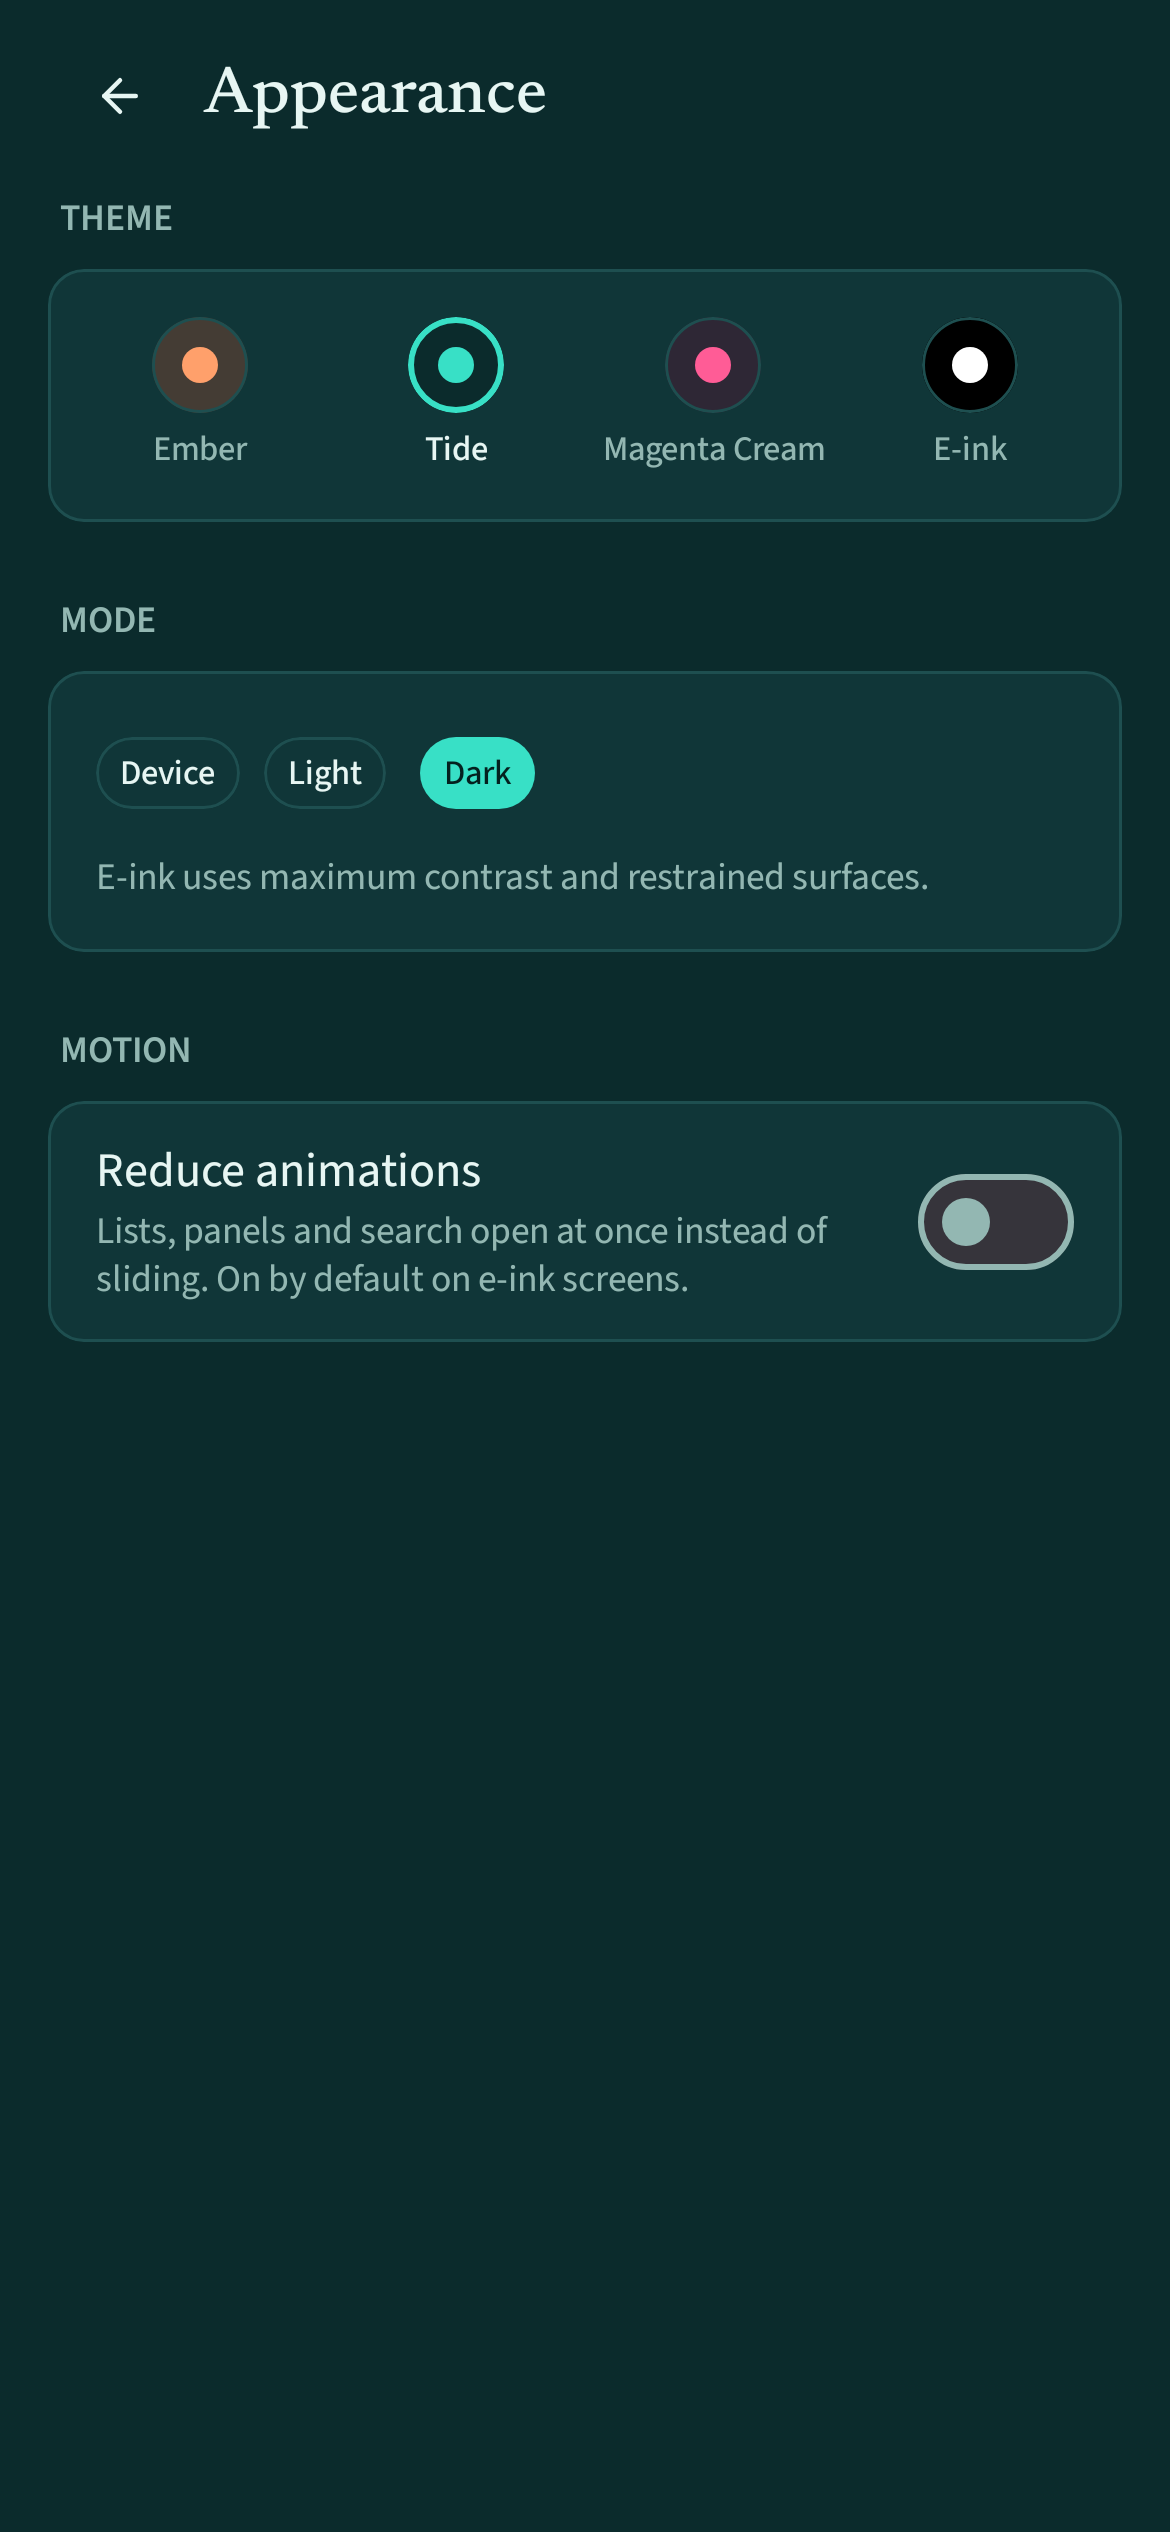 Appearance
THEME
Ember
Tide
Magenta Cream
E-ink
MODE
Device
Light
Dark
E-ink uses maximum contrast and restrained surfaces.
MOTION
Reduce animations
Lists, panels and search open at once instead of
sliding. On by default on e-ink screens.